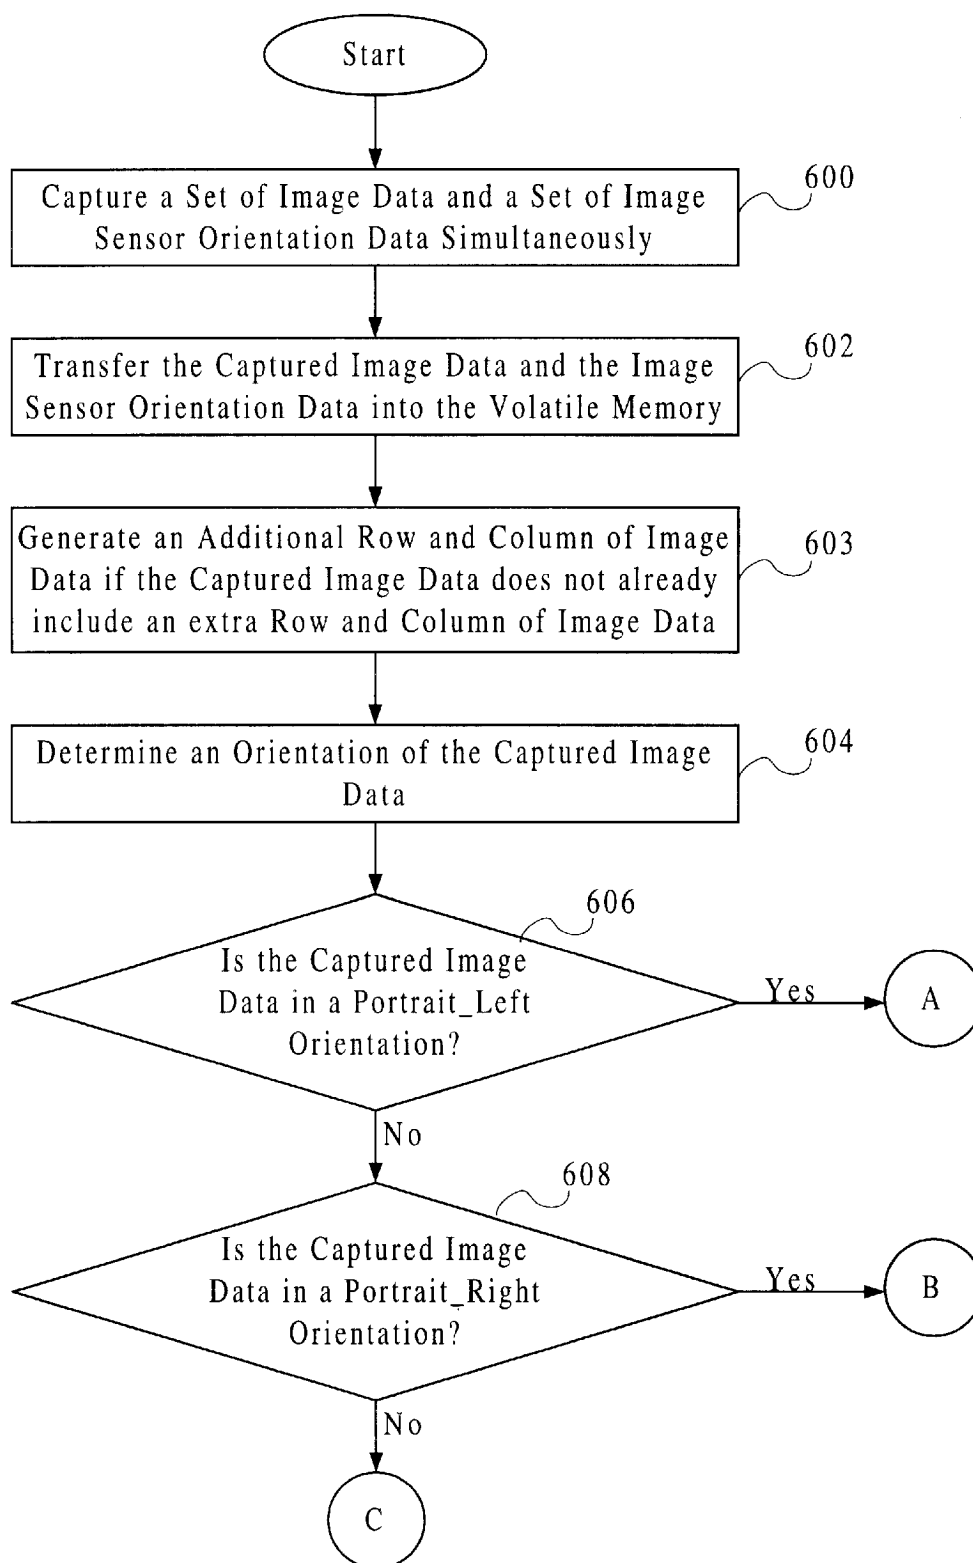 Start
Capture a Set of Image Data and a Set of Image
Sensor Orientation Data Simultaneously
600
Transfer the Captured Image Data and the Image
Sensor Orientation Data into the Volatile Memory
602
Generate an Additional Row and Column of Image
Data if the Captured Image Data does not already
include an extra Row and Column of Image Data
603
Determine an Orientation of the Captured Image
Data
604
606
Is the Captured Image
Data in a Portrait_Left
Orientation?
Yes
A
No
608
Is the Captured Image
Data in a Portrait_Right
Orientation?
Yes
B
No
C